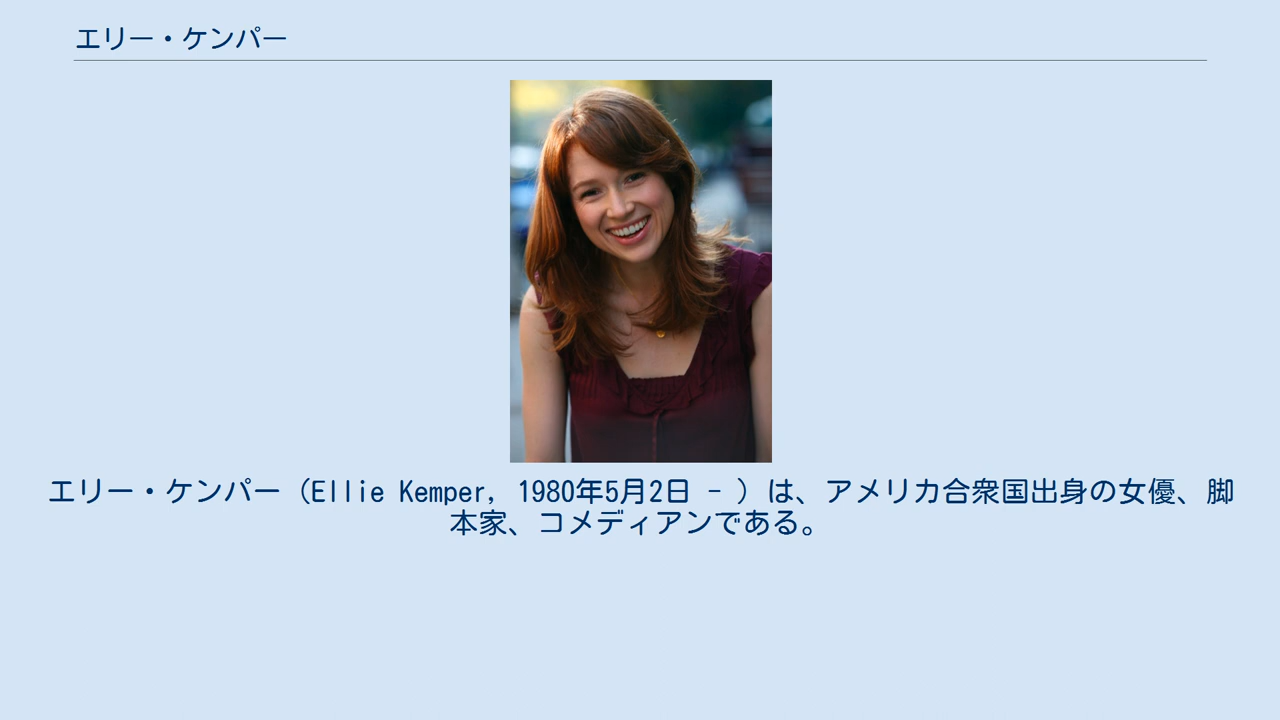 エリー・ケンパー
エリー・ケンパー（Ellie Kemper, 1980年5月2日 - ）は、アメリカ合衆国出身の女優、脚
本家、コメディアンである。